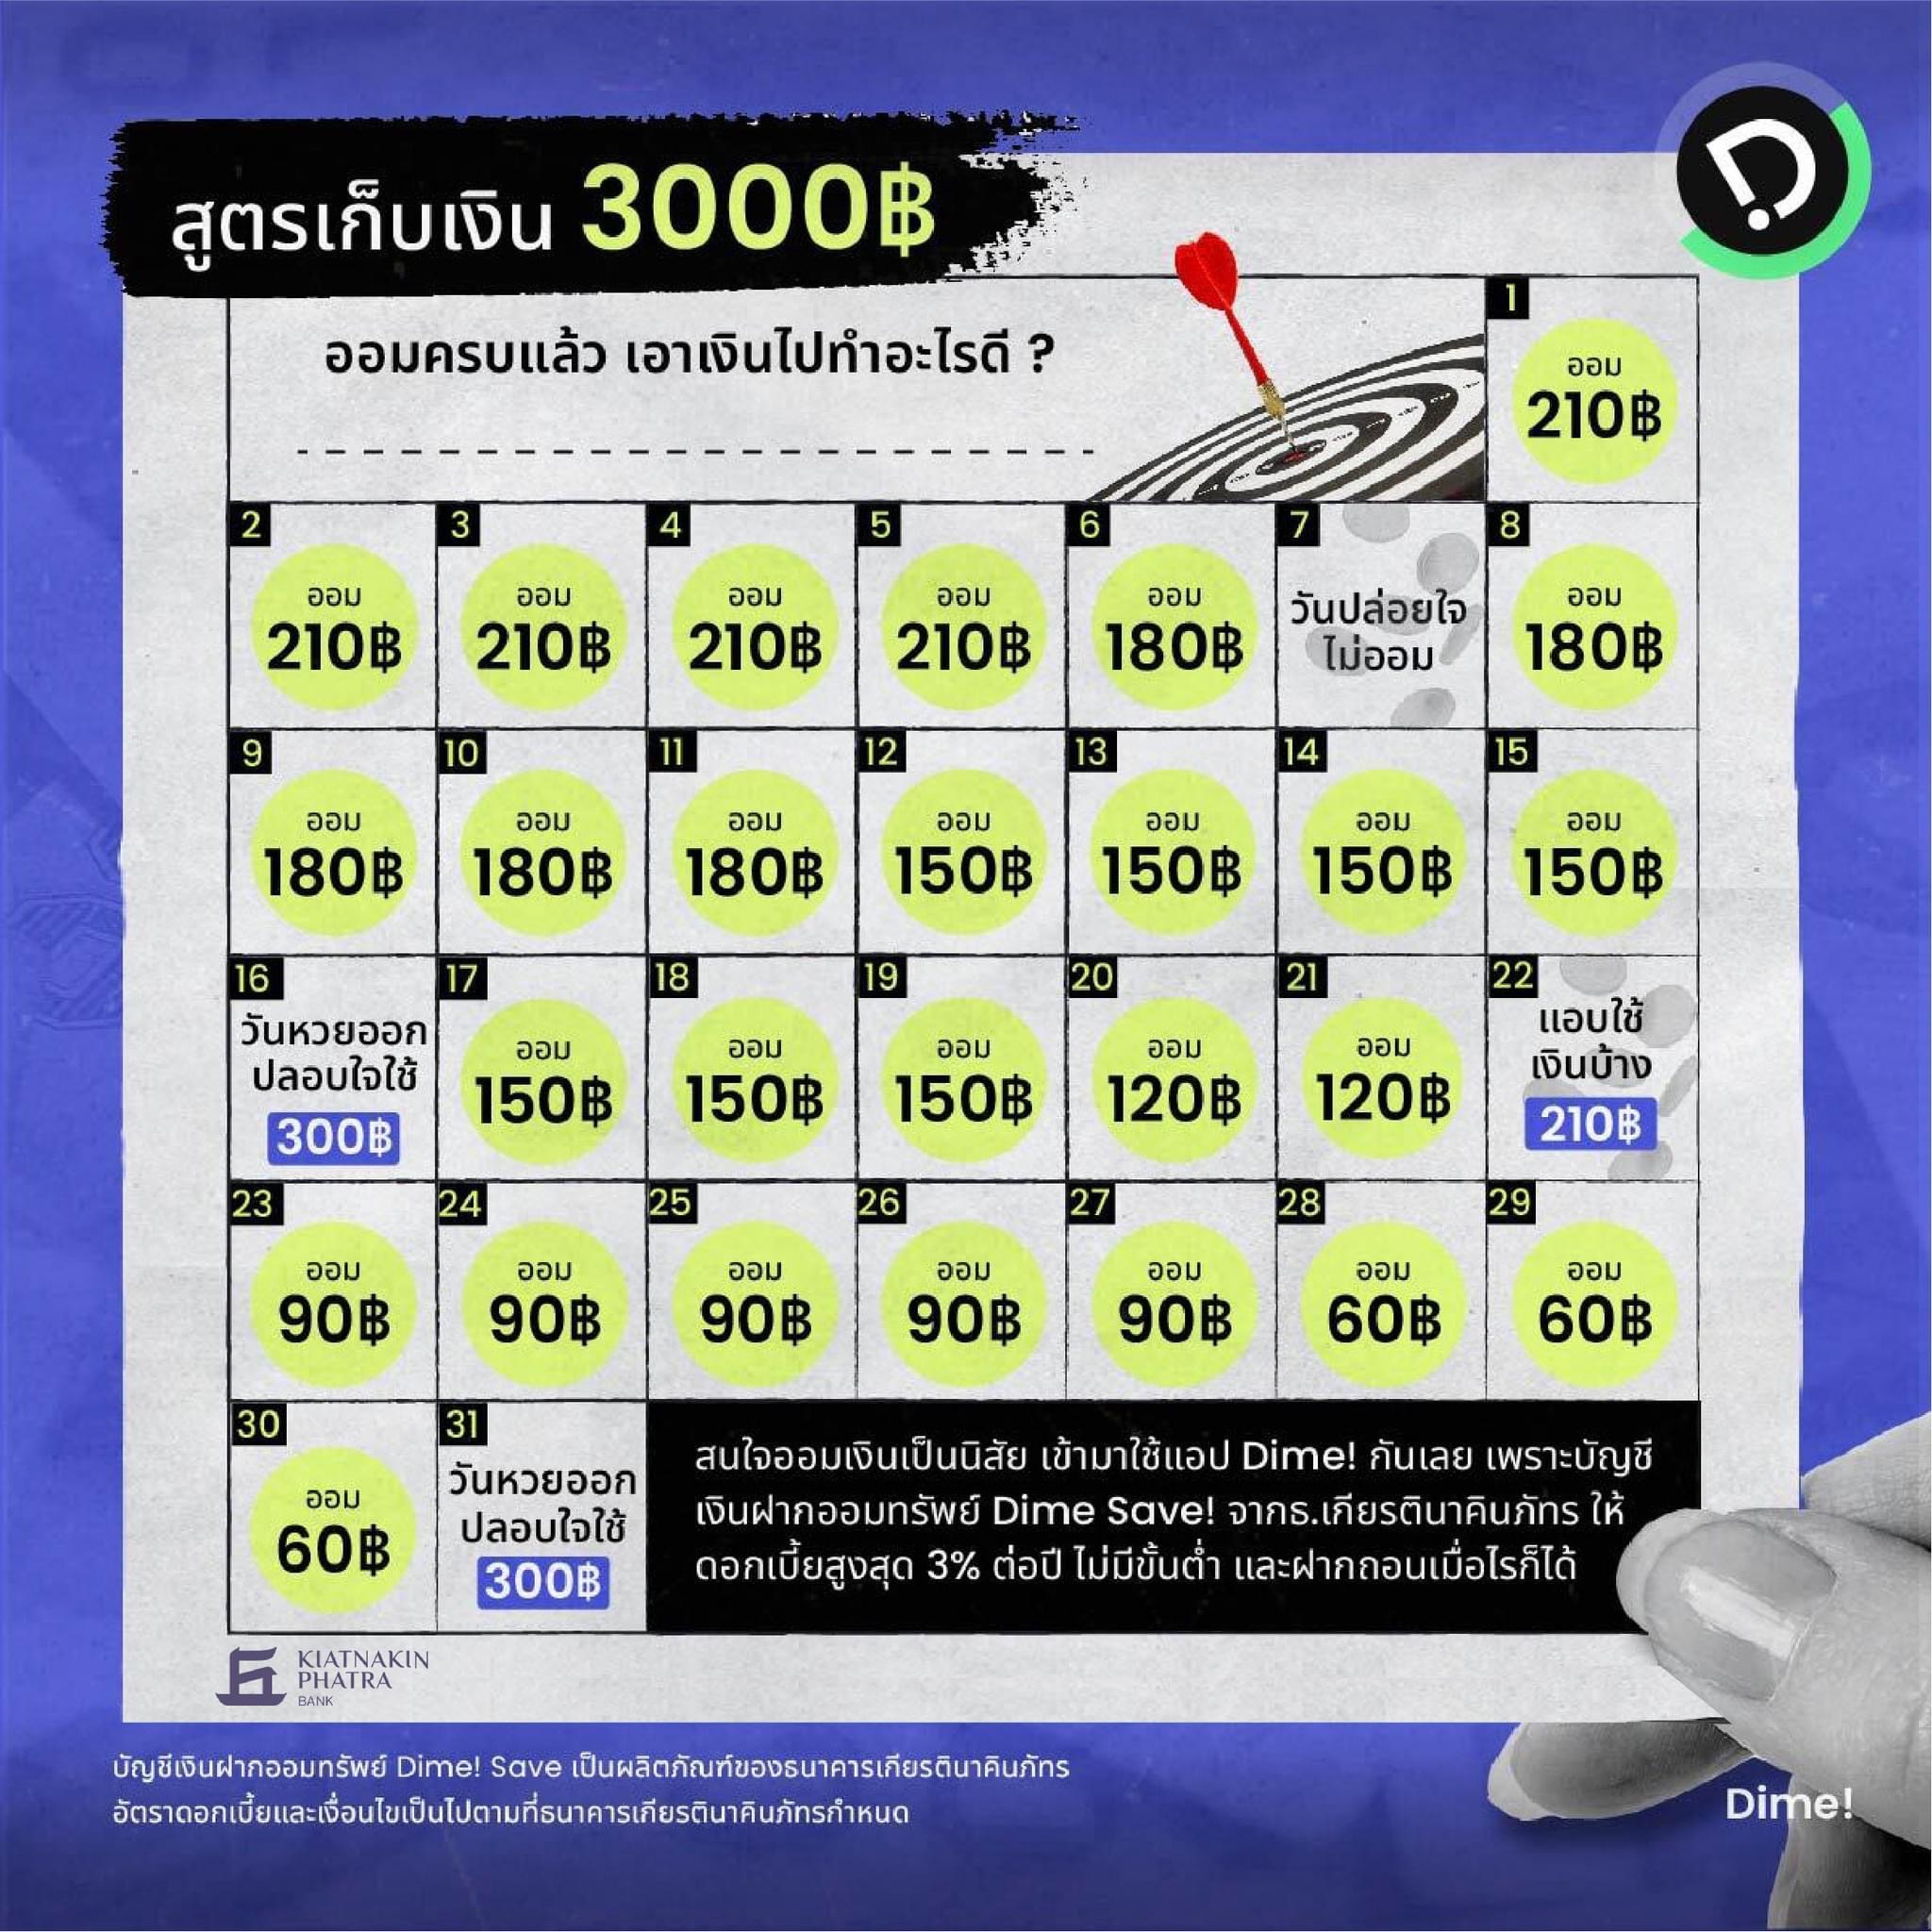 สูตรเก็บเงิน 3000฿
ออมครบแล้ว เอาเงินไปทำอะไรดี ?
1
ออม
210฿
2
ออม
210฿
3
ออม
210฿
4
ออม
210฿
5
ออม
210฿
6
ออม
180฿
7
วันปล่อยใจ
ไม่ออม
8
ออม
180฿
9
ออม
180฿
10
ออม
180฿
11
ออม
180฿
12
ออม
150฿
13
ออม
150฿
14
ออม
150฿
15
ออม
150฿
16
วันหวยออก
ปลอบใจใช้
300฿
17
ออม
150฿
18
ออม
150฿
19
ออม
150฿
20
ออม
120฿
21
ออม
120฿
22
แอบใช้
เงินบ้าง
210฿
23
ออม
90฿
24
ออม
90฿
25
ออม
90฿
26
ออม
90฿
27
ออม
90฿
28
ออม
60฿
29
ออม
60฿
30
ออม
60฿
31
วันหวยออก
ปลอบใจใช้
300฿
สนใจออมเงินเป็นนิสัย เข้ามาใช้แอป Dime! กันเลย เพราะบัญชี
เงินฝากออมทรัพย์ Dime Save! จากธ.เกียรตินาคินภัทร ให้
ดอกเบี้ยสูงสุด 3% ต่อปี ไม่มีขั้นต่ำ และฝากถอนเมื่อไรก็ได้
KIATNAKIN
PHATRA
BANK
บัญชีเงินฝากออมทรัพย์ Dime! Save เป็นผลิตภัณฑ์ของธนาคารเกียรตินาคินภัทร
อัตราดอกเบี้ยและเงื่อนไขเป็นไปตามที่ธนาคารเกียรตินาคินภัทรกำหนด
Dime!